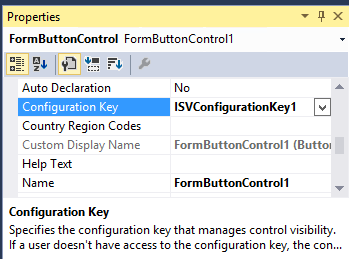 Properties
FormButtonControl FormButtonControl1
Auto Declaration No
Configuration Key ISVConfigurationKey1
Country Region Codes
Custom Display Name FormButtonControl1 (Button
Help Text
Name FormButtonControl1
Configuration Key
Specifies the configuration key that manages control visibility.
If a user doesn't have access to the configuration key, the con...